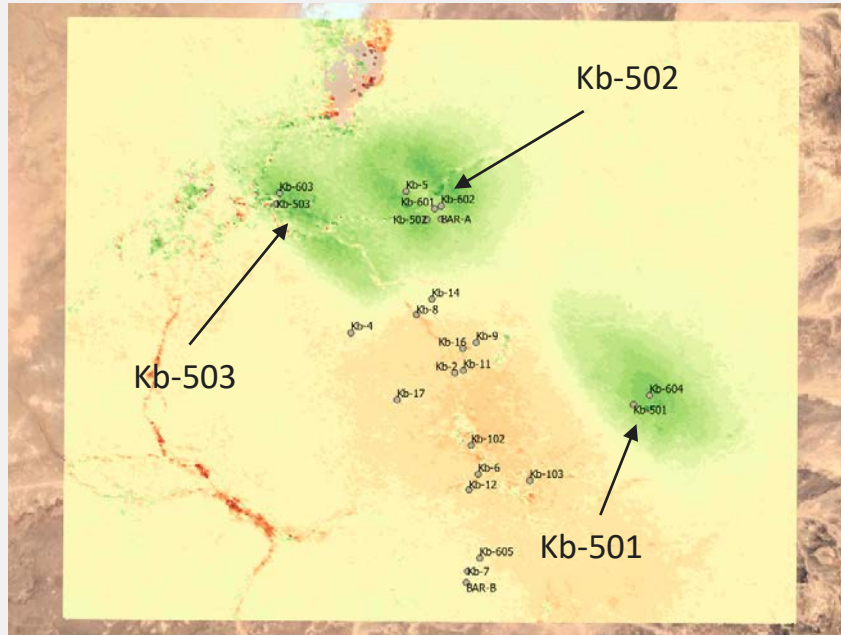 Kb-502
Kb-603
Kb-503
Kb-5
Kb-601
Kb-602
Kb-502
BAR-A
Kb-503
Kb-14
Kb-8
Kb-4
Kb-9
Kb-16
Kb-2
Kb-11
Kb-17
Kb-604
Kb-501
Kb-102
Kb-6
Kb-103
Kb-12
Kb-501
Kb-605
Kb-7
BAR-B